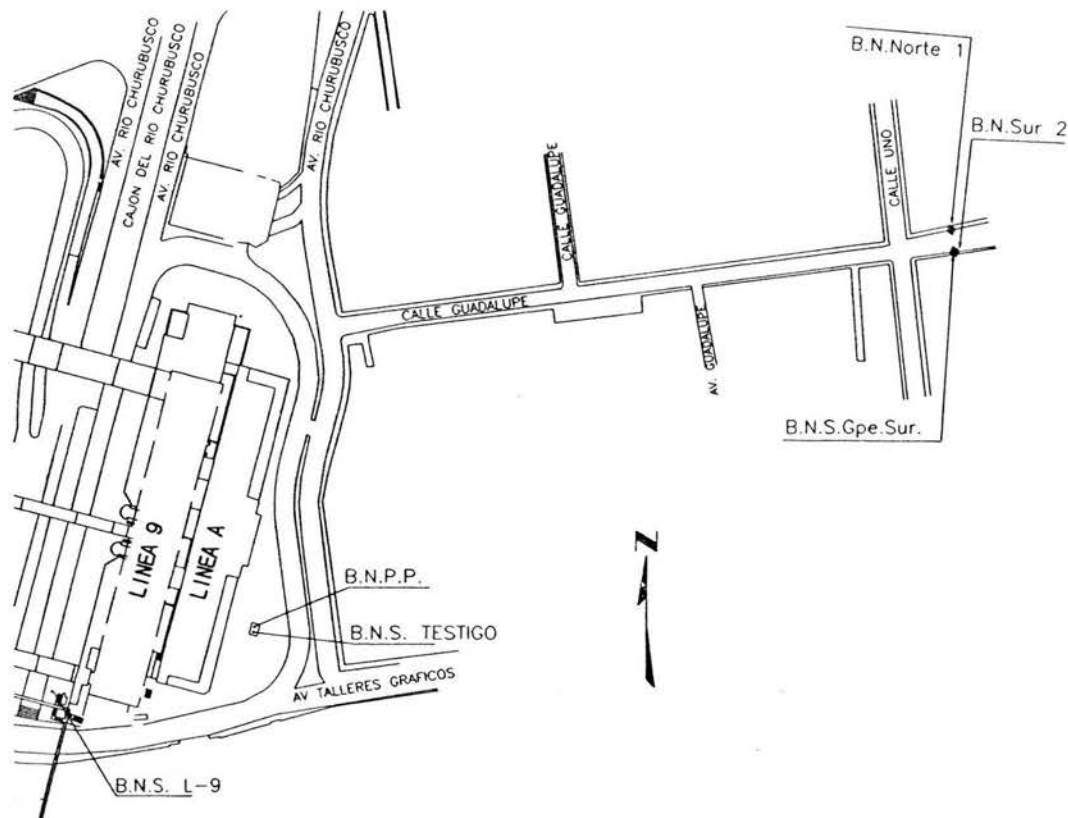 B.N.Norte 1
AV. RIO CHURUBUSCO
CAJON DEL RIO CHURUBUSCO
AV. RIO CHURUBUSCO
AV. RIO CHURUBUSCO
B.N.Sur 2
CALLE UNO
CALLE GUADALUPE
CALLE GUADALUPE
AV. GUADALUPE
B.N.S.Gpe.Sur.
LINEA 9
LINEA A
N
B.N.P.P.
B.N.S. TESTIGO
AV TALLERES GRAFICOS
B.N.S. L-9